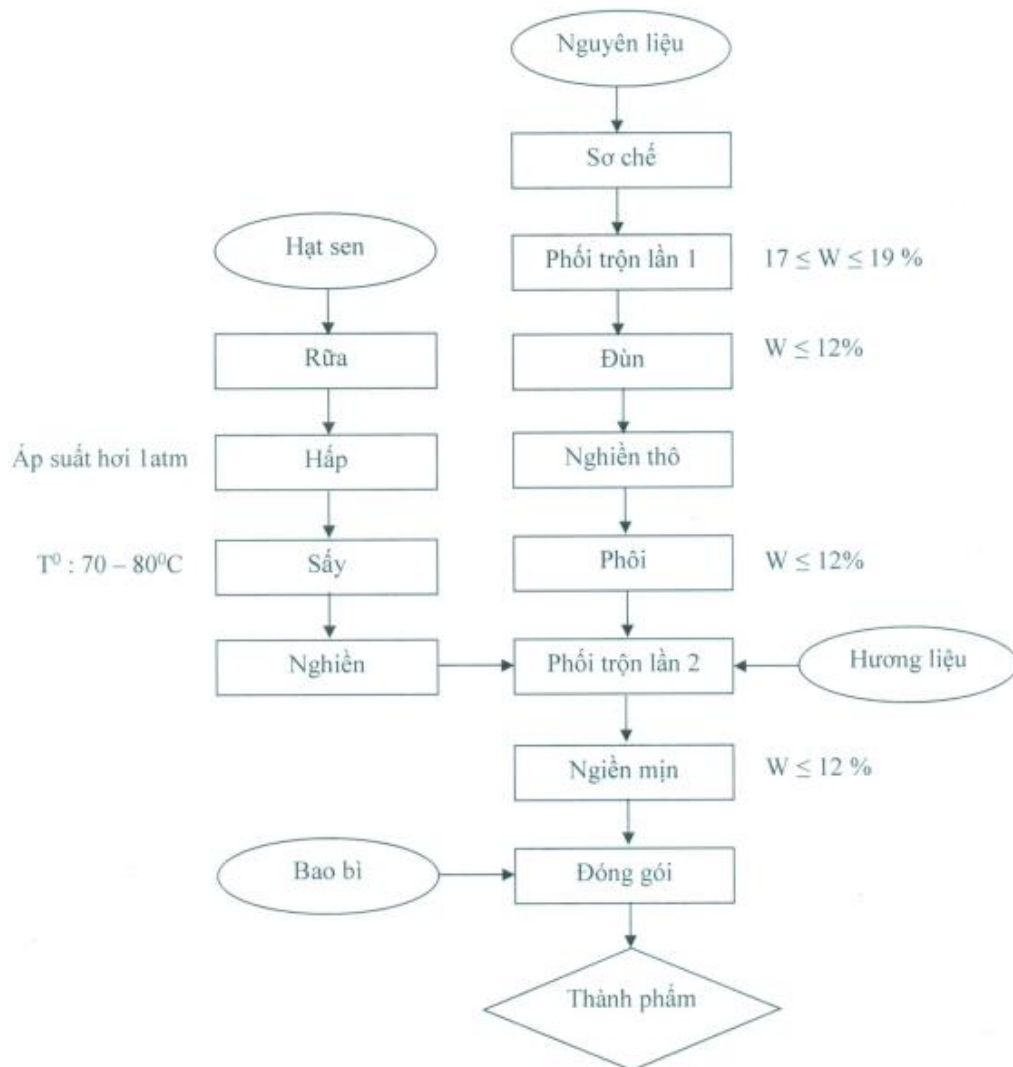 Nguyên liệu
Sơ chế
Hạt sen
Phối trộn lần 1
17 ≤ W ≤ 19 %
Rữa
Đùn
W ≤ 12%
Áp suất hơi 1atm
Hấp
Nghiền thô
T⁰ : 70 – 80⁰C
Sấy
Phôi
W ≤ 12%
Nghiền
Phối trộn lần 2
Hương liệu
Ngiền mịn
W ≤ 12 %
Bao bì
Đóng gói
Thành phẩm